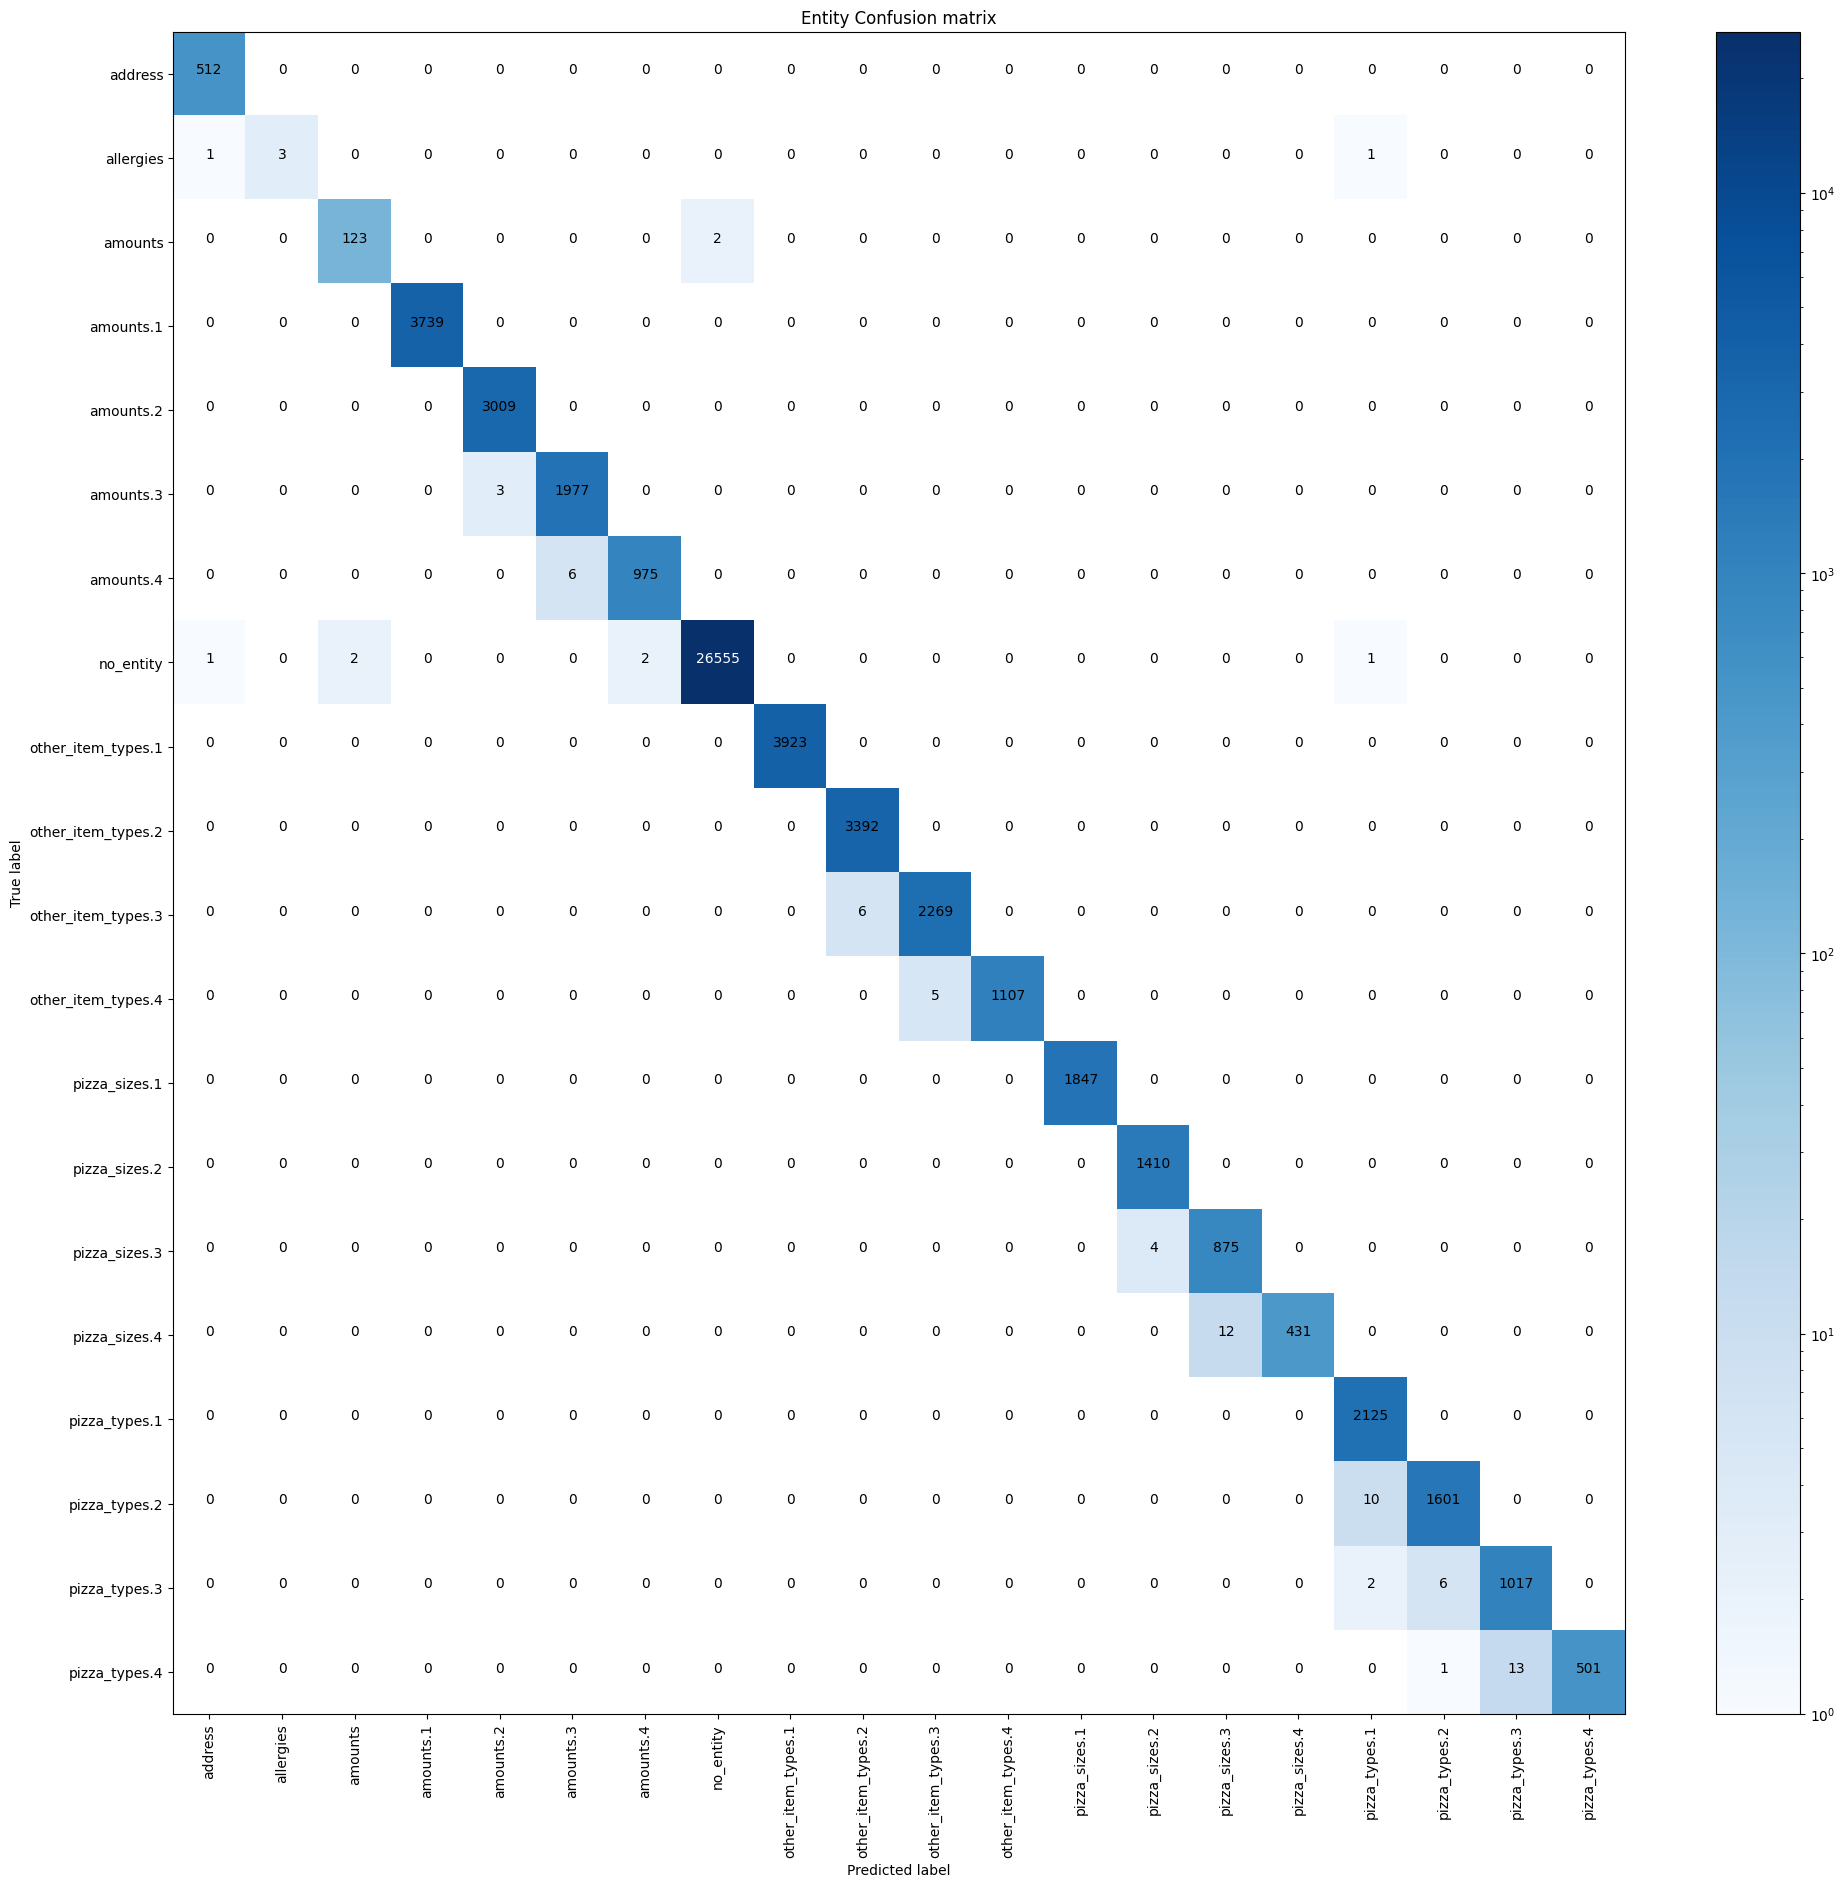 Entity Confusion matrix
address 512 0 0 0 0 0 0 0 0 0 0 0 0 0 0 0 0 0 0 0
allergies 1 3 0 0 0 0 0 0 0 0 0 0 0 0 0 0 1 0 0 0
amounts 0 0 123 0 0 0 0 2 0 0 0 0 0 0 0 0 0 0 0 0
amounts.1 0 0 0 3739 0 0 0 0 0 0 0 0 0 0 0 0 0 0 0 0
amounts.2 0 0 0 0 3009 0 0 0 0 0 0 0 0 0 0 0 0 0 0 0
amounts.3 0 0 0 0 3 1977 0 0 0 0 0 0 0 0 0 0 0 0 0 0
amounts.4 0 0 0 0 0 6 975 0 0 0 0 0 0 0 0 0 0 0 0 0
no_entity 1 0 2 0 0 0 2 26555 0 0 0 0 0 0 0 0 1 0 0 0
other_item_types.1 0 0 0 0 0 0 0 0 3923 0 0 0 0 0 0 0 0 0 0 0
other_item_types.2 0 0 0 0 0 0 0 0 0 3392 0 0 0 0 0 0 0 0 0 0
other_item_types.3 0 0 0 0 0 0 0 0 0 6 2269 0 0 0 0 0 0 0 0 0
other_item_types.4 0 0 0 0 0 0 0 0 0 0 5 1107 0 0 0 0 0 0 0 0
pizza_sizes.1 0 0 0 0 0 0 0 0 0 0 0 0 1847 0 0 0 0 0 0 0
pizza_sizes.2 0 0 0 0 0 0 0 0 0 0 0 0 0 1410 0 0 0 0 0 0
pizza_sizes.3 0 0 0 0 0 0 0 0 0 0 0 0 0 4 875 0 0 0 0 0
pizza_sizes.4 0 0 0 0 0 0 0 0 0 0 0 0 0 0 12 431 0 0 0 0
pizza_types.1 0 0 0 0 0 0 0 0 0 0 0 0 0 0 0 0 2125 0 0 0
pizza_types.2 0 0 0 0 0 0 0 0 0 0 0 0 0 0 0 0 10 1601 0 0
pizza_types.3 0 0 0 0 0 0 0 0 0 0 0 0 0 0 0 0 2 6 1017 0
pizza_types.4 0 0 0 0 0 0 0 0 0 0 0 0 0 0 0 0 0 1 13 501
True label
address
allergies
amounts
amounts.1
amounts.2
amounts.3
amounts.4
no_entity
other_item_types.1
other_item_types.2
other_item_types.3
other_item_types.4
pizza_sizes.1
pizza_sizes.2
pizza_sizes.3
pizza_sizes.4
pizza_types.1
pizza_types.2
pizza_types.3
pizza_types.4
Predicted label
10⁴
10³
10²
10¹
10⁰